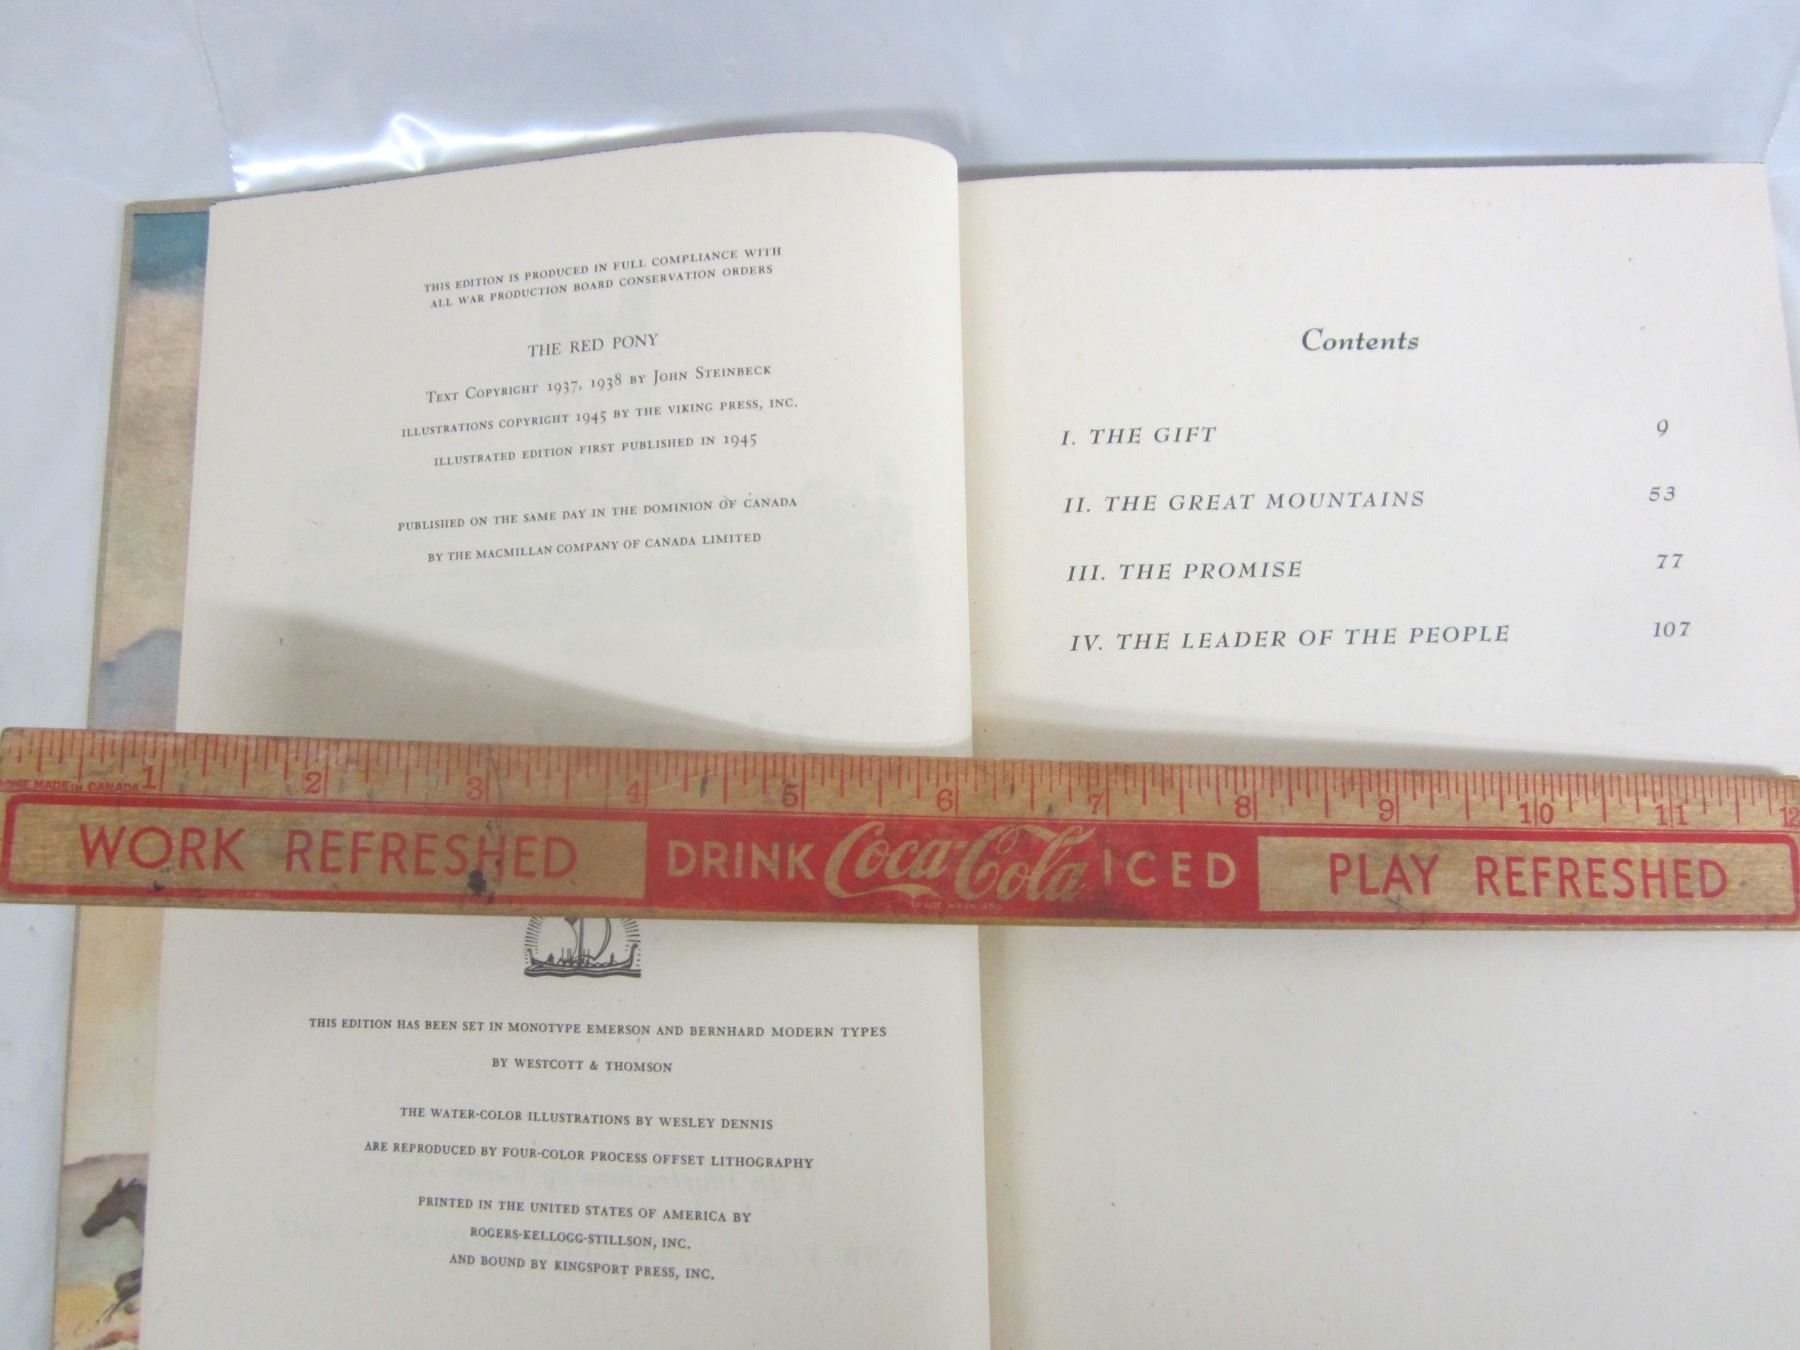 THIS EDITION IS PRODUCED IN FULL COMPLIANCE WITH
ALL WAR PRODUCTION BOARD CONSERVATION ORDERS
THE RED PONY
TEXT COPYRIGHT 1937, 1938 BY JOHN STEINBECK
ILLUSTRATIONS COPYRIGHT 1945 BY THE VIKING PRESS, INC.
ILLUSTRATED EDITION FIRST PUBLISHED IN 1945
PUBLISHED ON THE SAME DAY IN THE DOMINION OF CANADA
BY THE MACMILLAN COMPANY OF CANADA LIMITED
Contents
I. THE GIFT 9
II. THE GREAT MOUNTAINS 53
III. THE PROMISE 77
IV. THE LEADER OF THE PEOPLE 107
1 2 3 4 5 6 7 8 9 10 11 12
MADE IN CANADA
WORK REFRESHED DRINK Coca-Cola ICED PLAY REFRESHED
TRADE MARK REG.
THIS EDITION HAS BEEN SET IN MONOTYPE EMERSON AND BERNHARD MODERN TYPES
BY WESTCOTT & THOMSON
THE WATER-COLOR ILLUSTRATIONS BY WESLEY DENNIS
ARE REPRODUCED BY FOUR-COLOR PROCESS OFFSET LITHOGRAPHY
PRINTED IN THE UNITED STATES OF AMERICA BY
ROGERS-KELLOGG-STILLSON, INC.
AND BOUND BY KINGSPORT PRESS, INC.